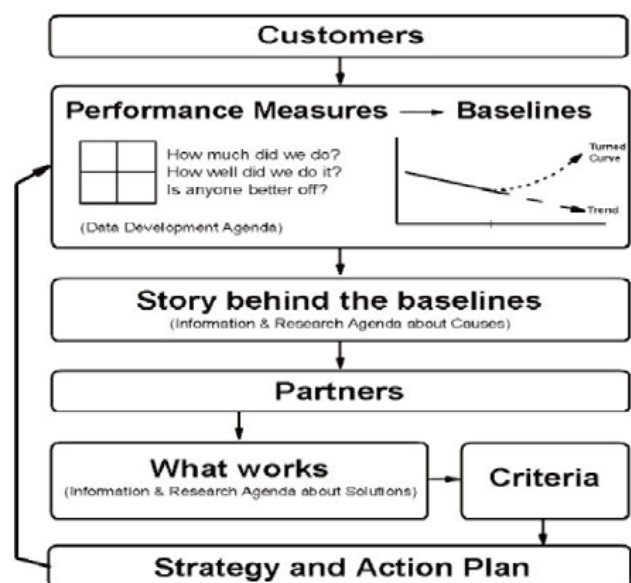 Customers
Performance Measures
Baselines
How much did we do?
How well did we do it?
Is anyone better off?
(Data Development Agenda)
Turned
Curve
Trend
Story behind the baselines
(Information & Research Agenda about Causes)
Partners
What works
(Information & Research Agenda about Solutions)
Criteria
Strategy and Action Plan